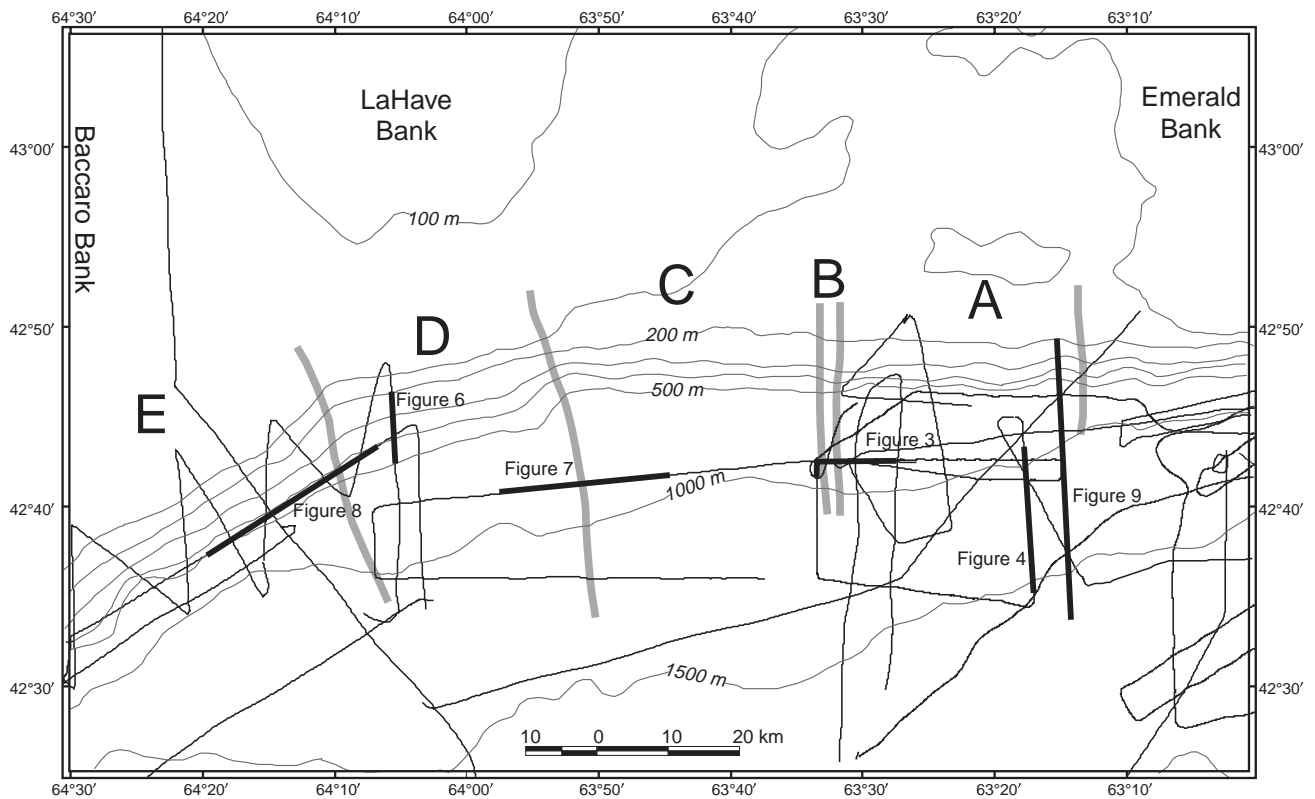 64°30′ 64°20′ 64°10′ 64°00′ 63°50′ 63°40′ 63°30′ 63°20′ 63°10′
LaHave
Bank
Emerald
Bank
Baccaro Bank
43°00′ 43°00′
100 m
C
B
A
D
42°50′ 42°50′
200 m
500 m
Figure 6
E
Figure 3
Figure 7
1000 m
Figure 9
Figure 8
42°40′ 42°40′
Figure 4
1500 m
42°30′ 42°30′
10 0 10 20 km
64°30′ 64°20′ 64°10′ 64°00′ 63°50′ 63°40′ 63°30′ 63°20′ 63°10′